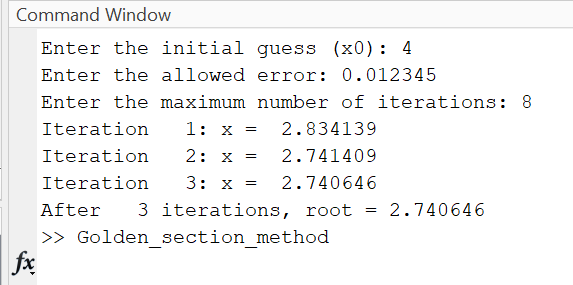 Command Window
Enter the initial guess (x0): 4
Enter the allowed error: 0.012345
Enter the maximum number of iterations: 8
Iteration   1: x =  2.834139
Iteration   2: x =  2.741409
Iteration   3: x =  2.740646
After   3 iterations, root = 2.740646
>> Golden_section_method
fx